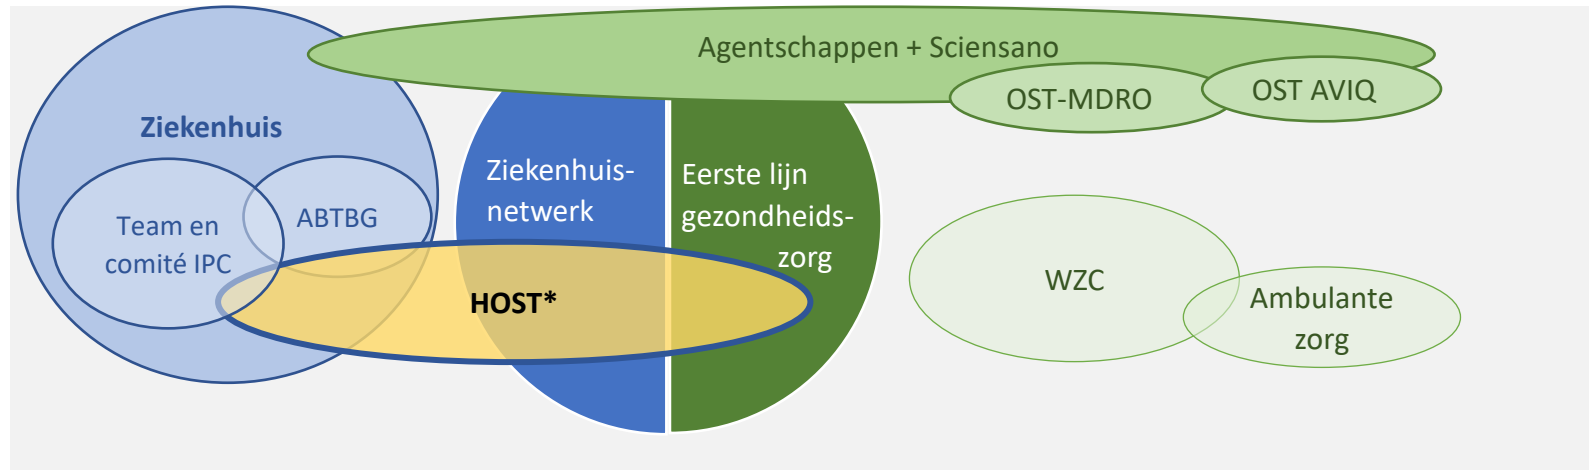 Agentschappen + Sciensano
OST-MDRO
OST AVIQ
Ziekenhuis
Team en
comité IPC
ABTBG
Ziekenhuis-
netwerk
Eerste lijn
gezondheids-
zorg
HOST*
WZC
Ambulante
zorg